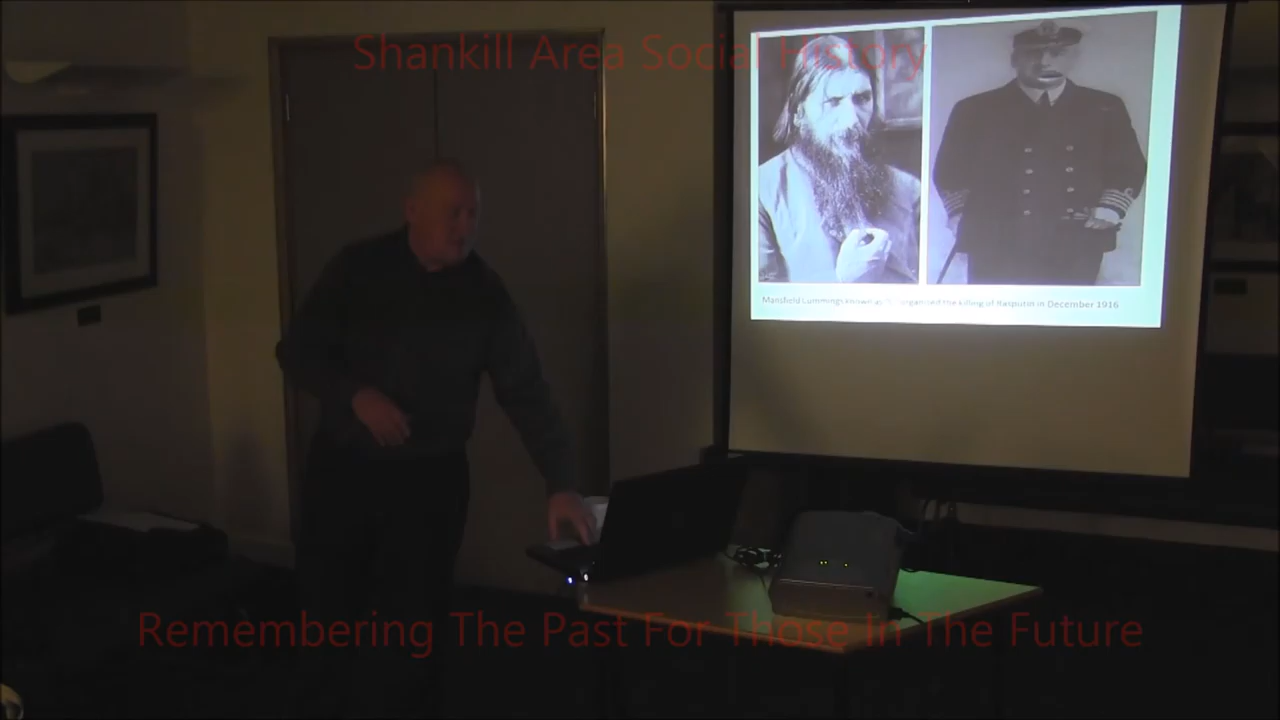 Shankill Area Social History
Mansfield Cummings known as organised the killing of Rasputin in December 1916
Remembering The Past For Those In The Future